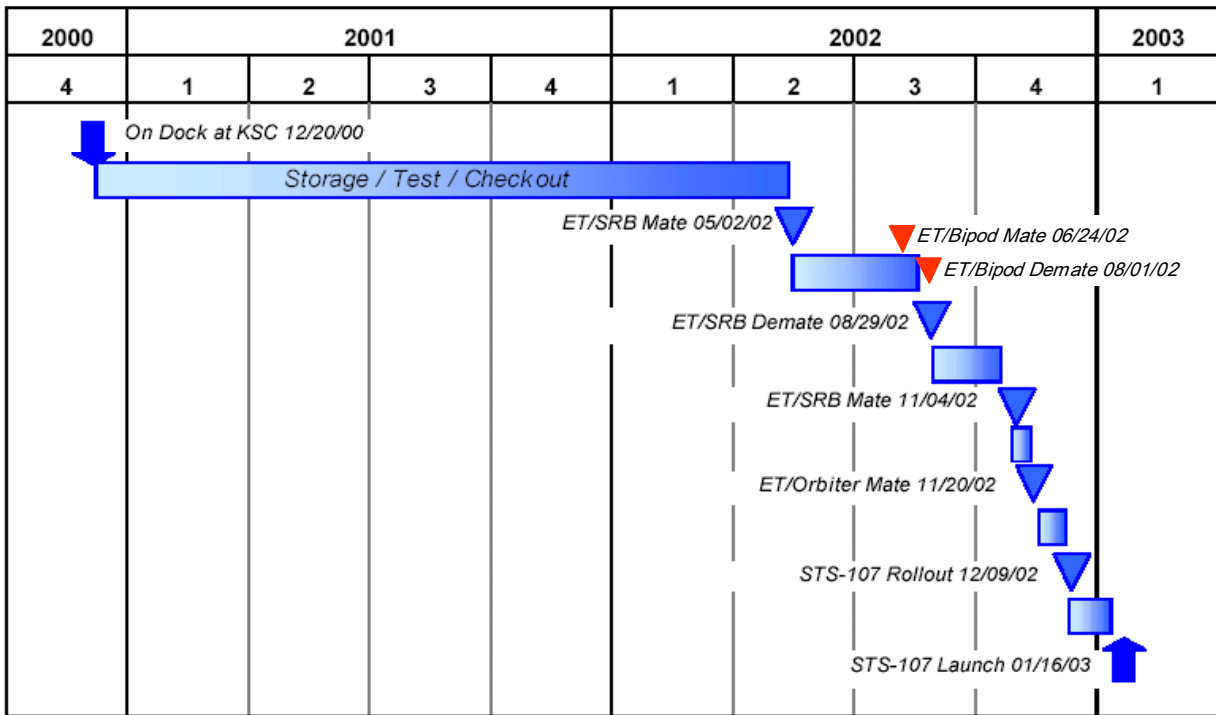 2000 2001 2002 2003
4 1 2 3 4 1 2 3 4 1
On Dock at KSC 12/20/00
Storage / Test / Checkout
ET/SRB Mate 05/02/02
ET/Bipod Mate 06/24/02
ET/Bipod Demate 08/01/02
ET/SRB Demate 08/29/02
ET/SRB Mate 11/04/02
ET/Orbiter Mate 11/20/02
STS-107 Rollout 12/09/02
STS-107 Launch 01/16/03